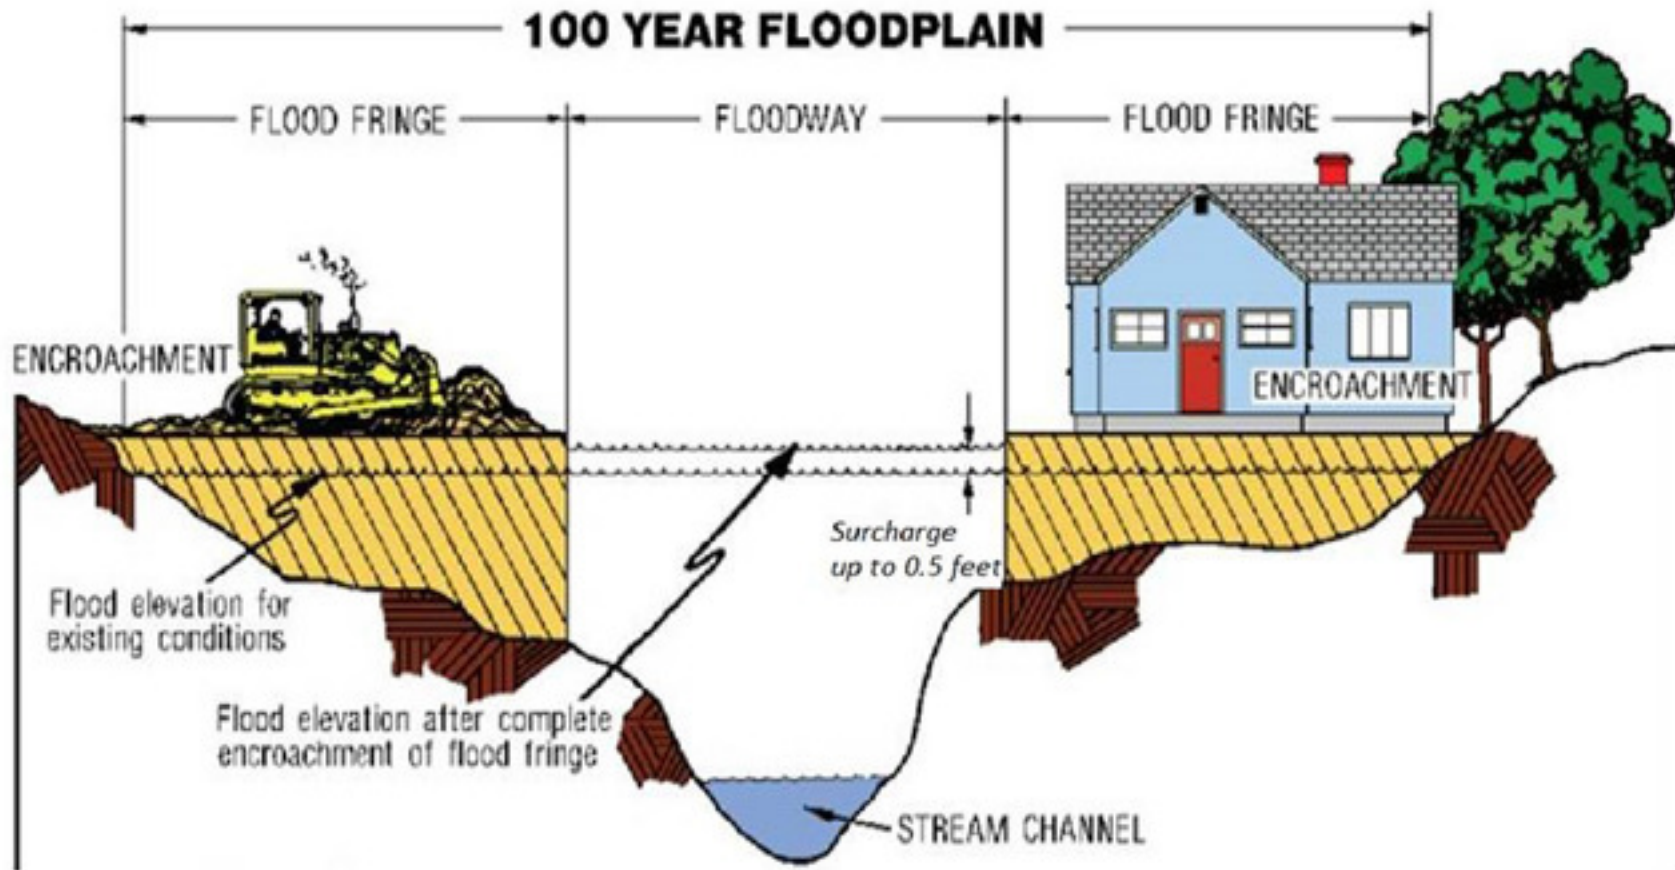 100 YEAR FLOODPLAIN
FLOOD FRINGE
FLOODWAY
FLOOD FRINGE
ENCROACHMENT
ENCROACHMENT
Surcharge
up to 0.5 feet
Flood elevation for
existing conditions
Flood elevation after complete
encroachment of flood fringe
STREAM CHANNEL